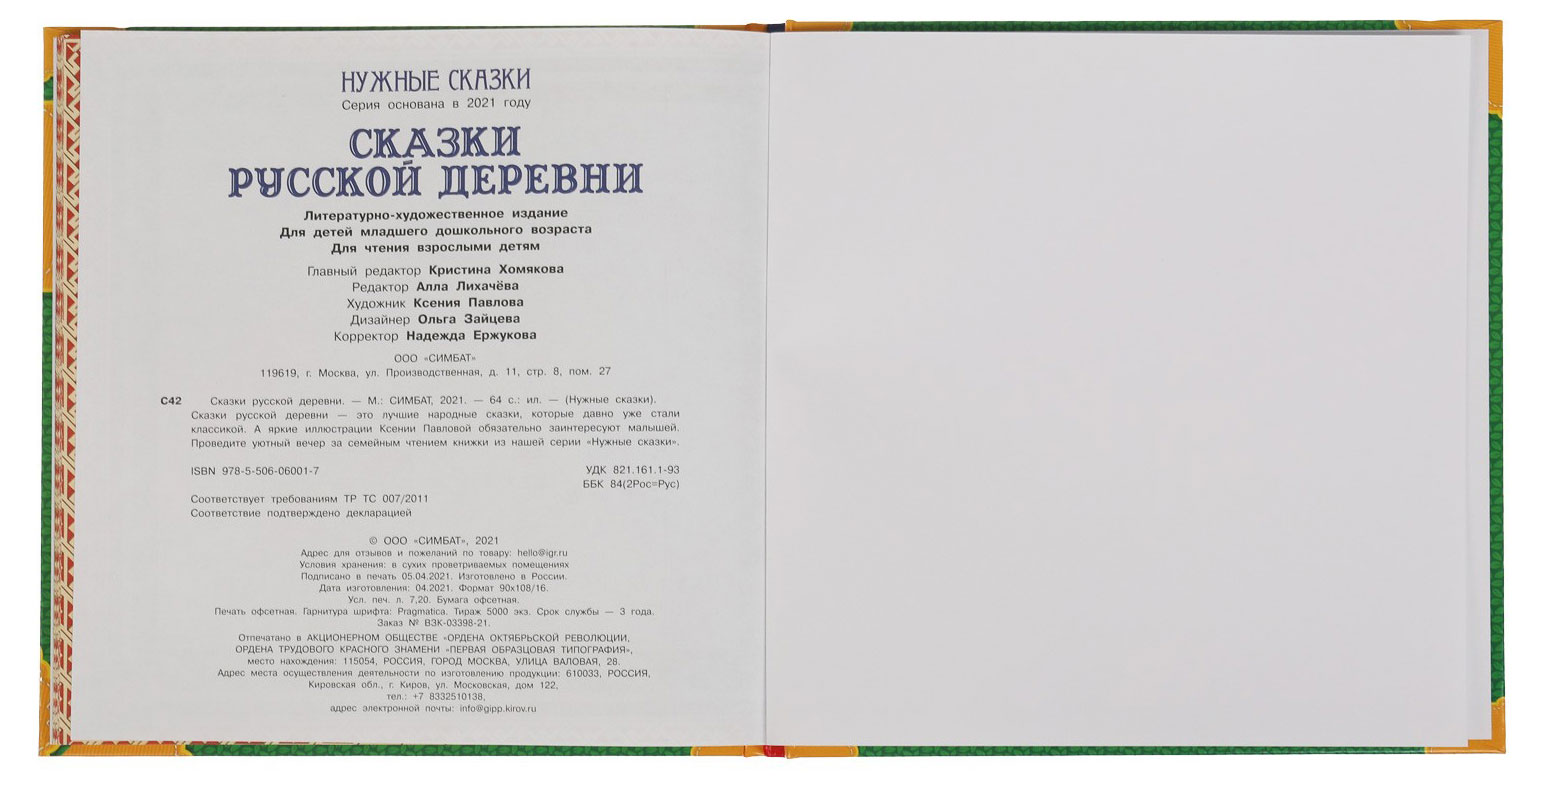 НУЖНЫЕ СКАЗКИ
Серия основана в 2021 году
СКАЗКИ
РУССКОЙ ДЕРЕВНИ
Литературно-художественное издание
Для детей младшего дошкольного возраста
Для чтения взрослыми детям
Главный редактор Кристина Хомякова
Редактор Алла Лихачёва
Художник Ксения Павлова
Дизайнер Ольга Зайцева
Корректор Надежда Ержукова
ООО «СИМБАТ»
119619, г. Москва, ул. Производственная, д. 11, стр. 8, пом. 27
С42 Сказки русской деревни. — М.: СИМБАТ, 2021. — 64 с.: ил. — (Нужные сказки).
Сказки русской деревни — это лучшие народные сказки, которые давно уже стали
классикой. А яркие иллюстрации Ксении Павловой обязательно заинтересуют малышей.
Проведите уютный вечер за семейным чтением книжки из нашей серии «Нужные сказки».
ISBN 978-5-506-06001-7 УДК 821.161.1-93
ББК 84(2Рос=Рус)
Соответствует требованиям ТР ТС 007/2011
Соответствие подтверждено декларацией
© ООО «СИМБАТ», 2021
Адрес для отзывов и пожеланий по товару: hello@igr.ru
Условия хранения: в сухих проветриваемых помещениях
Подписано в печать 05.04.2021. Изготовлено в России.
Дата изготовления: 04.2021. Формат 90х108/16.
Усл. печ. л. 7,20. Бумага офсетная.
Печать офсетная. Гарнитура шрифта: Pragmatica. Тираж 5000 экз. Срок службы — 3 года.
Заказ № ВЗК-03398-21.
Отпечатано в АКЦИОНЕРНОМ ОБЩЕСТВЕ «ОРДЕНА ОКТЯБРЬСКОЙ РЕВОЛЮЦИИ,
ОРДЕНА ТРУДОВОГО КРАСНОГО ЗНАМЕНИ «ПЕРВАЯ ОБРАЗЦОВАЯ ТИПОГРАФИЯ»,
место нахождения: 115054, РОССИЯ, ГОРОД МОСКВА, УЛИЦА ВАЛОВАЯ, 28.
Адрес места осуществления деятельности по изготовлению продукции: 610033, РОССИЯ,
Кировская обл., г. Киров, ул. Московская, дом 122,
тел.: +7 8332510138,
адрес электронной почты: info@gipp.kirov.ru